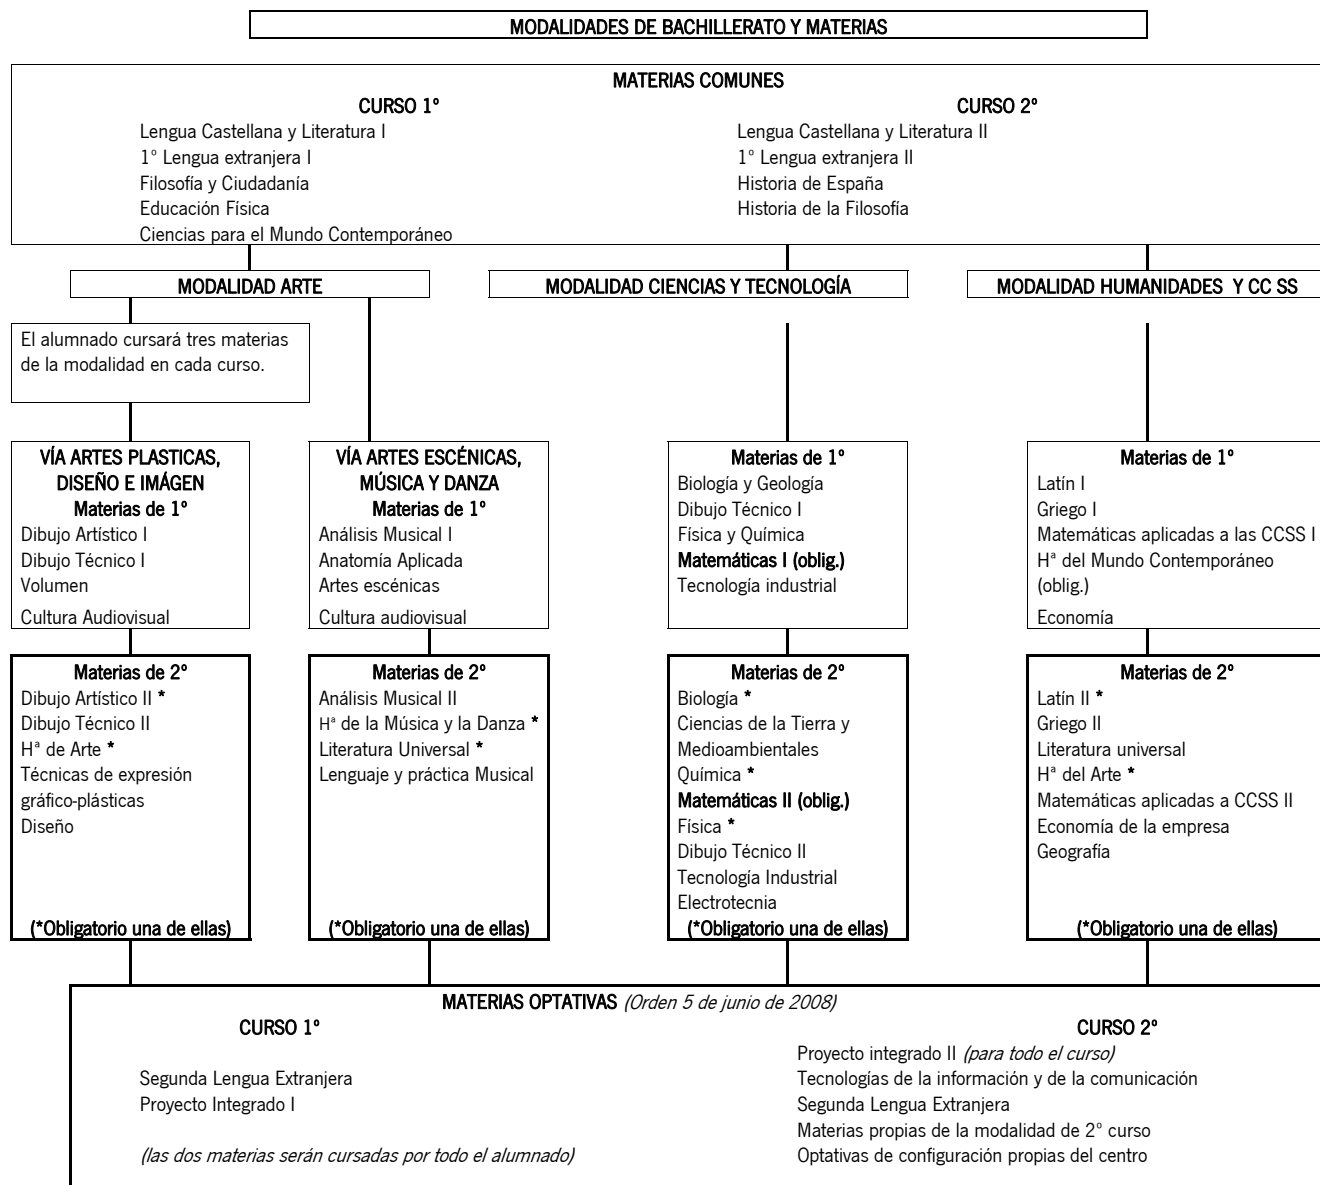 MODALIDADES DE BACHILLERATO Y MATERIAS
MATERIAS COMUNES
CURSO 1º
Lengua Castellana y Literatura I
1º Lengua extranjera I
Filosofía y Ciudadanía
Educación Física
Ciencias para el Mundo Contemporáneo
CURSO 2º
Lengua Castellana y Literatura II
1º Lengua extranjera II
Historia de España
Historia de la Filosofía
MODALIDAD ARTE
MODALIDAD CIENCIAS Y TECNOLOGÍA
MODALIDAD HUMANIDADES Y CC SS
El alumnado cursará tres materias
de la modalidad en cada curso.
VÍA ARTES PLASTICAS,
DISEÑO E IMÁGEN
Materias de 1º
Dibujo Artístico I
Dibujo Técnico I
Volumen
Cultura Audiovisual
VÍA ARTES ESCÉNICAS,
MÚSICA Y DANZA
Materias de 1º
Análisis Musical I
Anatomía Aplicada
Artes escénicas
Cultura audiovisual
Materias de 1º
Biología y Geología
Dibujo Técnico I
Física y Química
Matemáticas I (oblig.)
Tecnología industrial
Materias de 1º
Latín I
Griego I
Matemáticas aplicadas a las CCSS I
Hª del Mundo Contemporáneo
(oblig.)
Economía
Materias de 2º
Dibujo Artístico II *
Dibujo Técnico II
Hª de Arte *
Técnicas de expresión
gráfico-plásticas
Diseño
(*Obligatorio una de ellas)
Materias de 2º
Análisis Musical II
Hª de la Música y la Danza *
Literatura Universal *
Lenguaje y práctica Musical
(*Obligatorio una de ellas)
Materias de 2º
Biología *
Ciencias de la Tierra y
Medioambientales
Química *
Matemáticas II (oblig.)
Física *
Dibujo Técnico II
Tecnología Industrial
Electrotecnia
(*Obligatorio una de ellas)
Materias de 2º
Latín II *
Griego II
Literatura universal
Hª del Arte *
Matemáticas aplicadas a CCSS II
Economía de la empresa
Geografía
(*Obligatorio una de ellas)
MATERIAS OPTATIVAS (Orden 5 de junio de 2008)
CURSO 1º
Segunda Lengua Extranjera
Proyecto Integrado I
(las dos materias serán cursadas por todo el alumnado)
CURSO 2º
Proyecto integrado II (para todo el curso)
Tecnologías de la información y de la comunicación
Segunda Lengua Extranjera
Materias propias de la modalidad de 2º curso
Optativas de configuración propias del centro